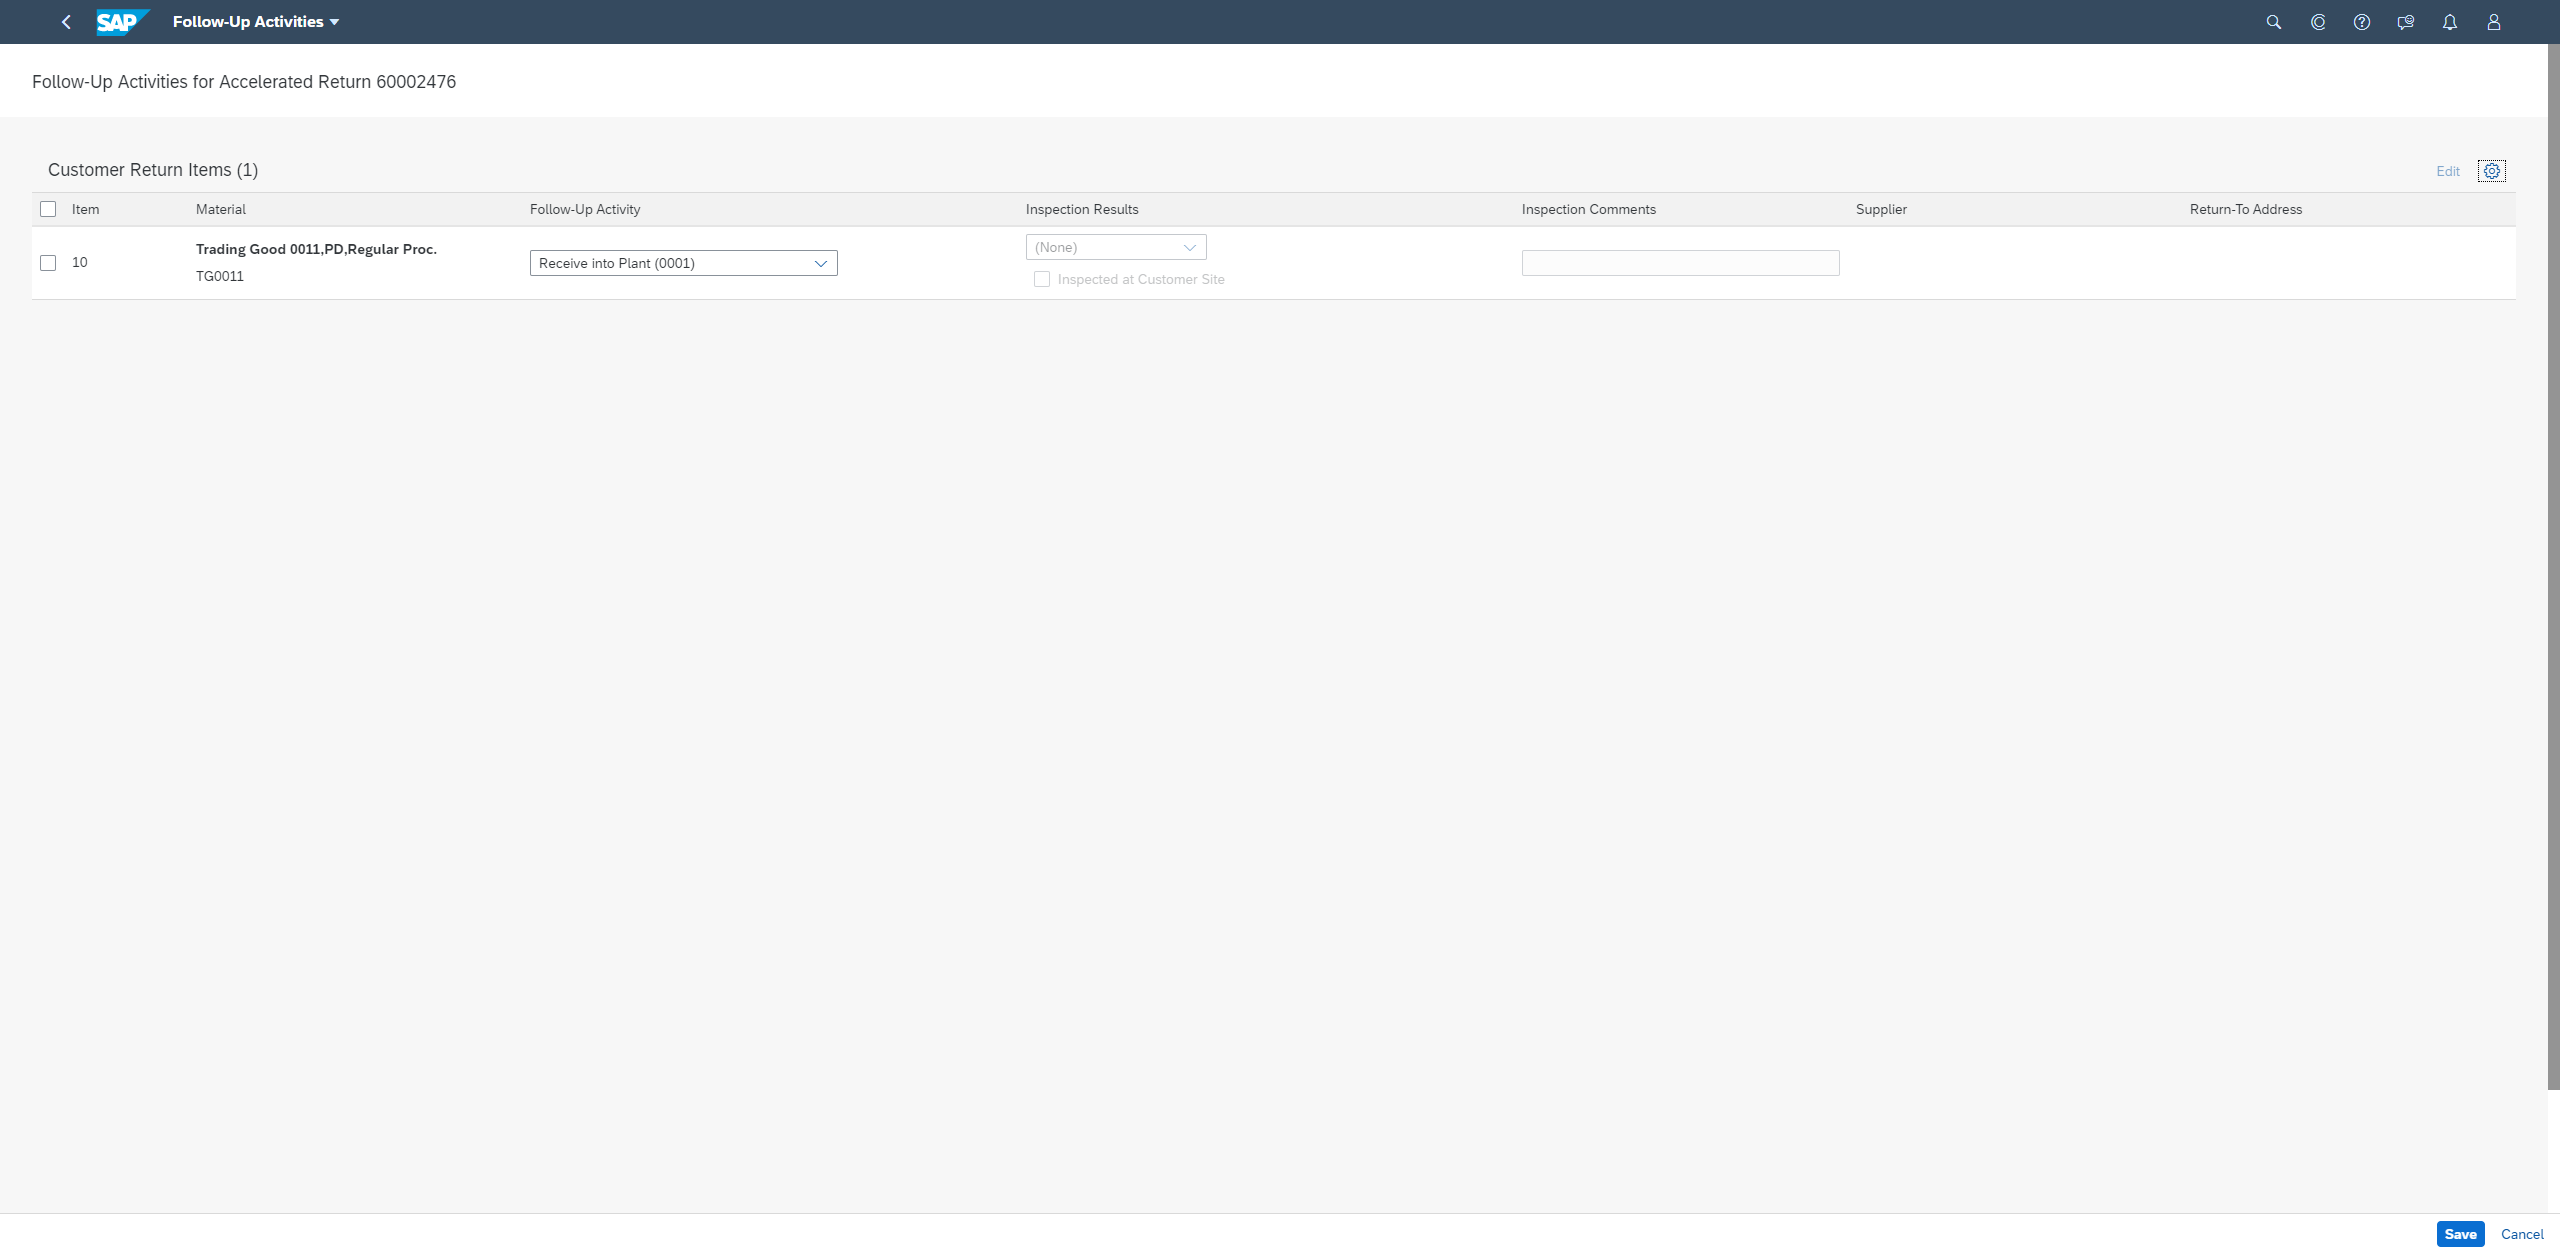 SAP Follow-Up Activities
Follow-Up Activities for Accelerated Return 60002476
Customer Return Items (1)
Edit
Item Material Follow-Up Activity Inspection Results Inspection Comments Supplier Return-To Address
10
Trading Good 0011,PD,Regular Proc.
TG0011
Receive into Plant (0001)
(None)
Inspected at Customer Site
Save Cancel